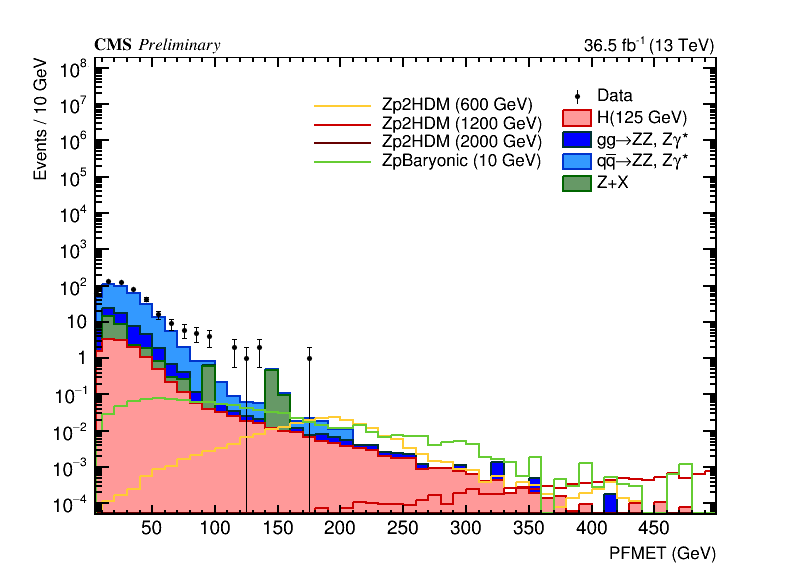 CMS Preliminary
36.5 fb⁻¹ (13 TeV)
Events / 10 GeV
10⁸
10⁷
10⁶
10⁵
10⁴
10³
10²
10
1
10⁻¹
10⁻²
10⁻³
10⁻⁴
Zp2HDM (600 GeV)
Zp2HDM (1200 GeV)
Zp2HDM (2000 GeV)
ZpBaryonic (10 GeV)
Data
H(125 GeV)
gg→ZZ, Zγ*
qq̅→ZZ, Zγ*
Z+X
50 100 150 200 250 300 350 400 450
PFMET (GeV)